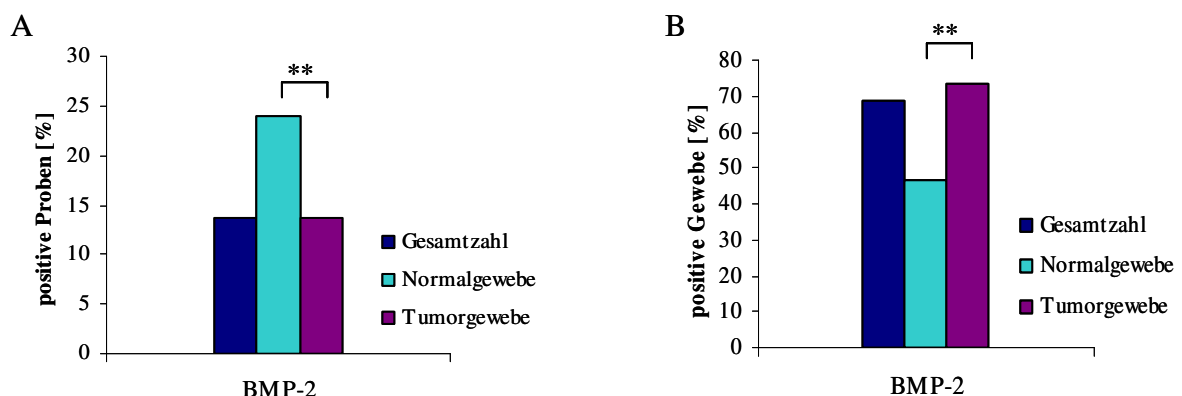 A
positive Proben [%]
30
25
20
15
10
5
0
**
BMP-2
Gesamtzahl
Normalgewebe
Tumorgewebe
B
positive Gewebe [%]
80
70
60
50
40
30
20
10
0
**
BMP-2
Gesamtzahl
Normalgewebe
Tumorgewebe